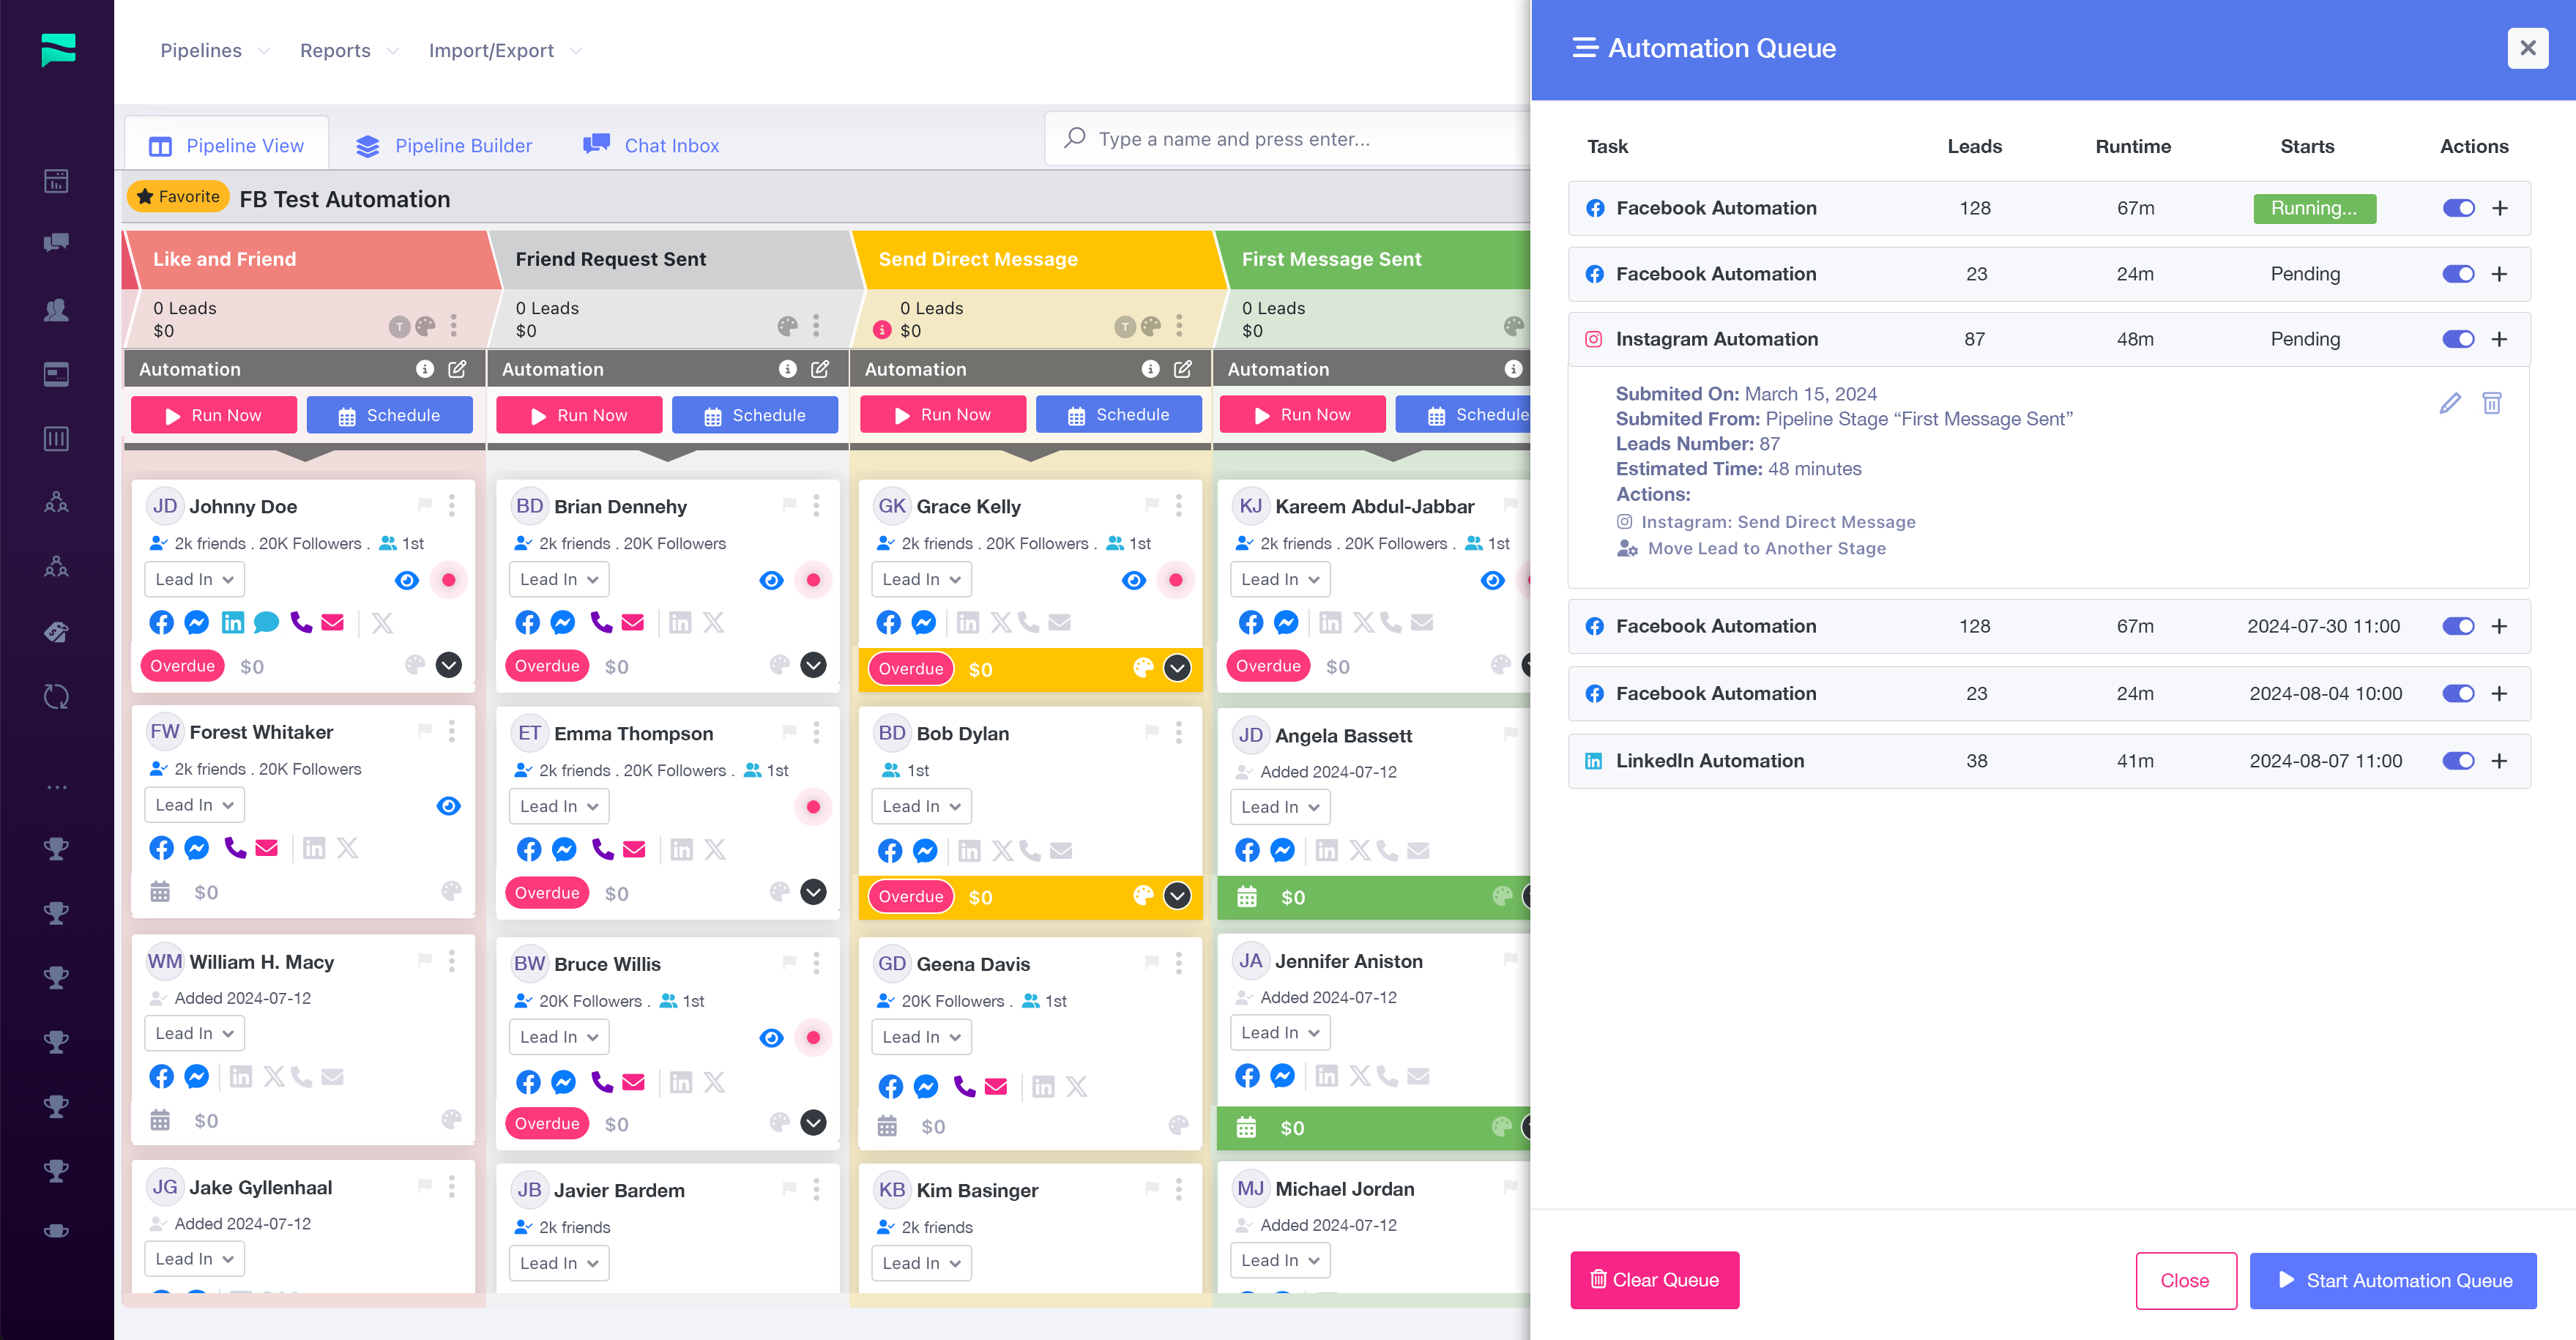 Pipelines
Reports
Import/Export
Pipeline View
Pipeline Builder
Chat Inbox
Type a name and press enter...
Favorite
FB Test Automation
Like and Friend
0 Leads
$0
T
Automation
Run Now
Schedule
JD Johnny Doe
2k friends . 20K Followers . 1st
Lead In
Overdue $0
FW Forest Whitaker
2k friends . 20K Followers
Lead In
$0
WM William H. Macy
Added 2024-07-12
Lead In
$0
JG Jake Gyllenhaal
Added 2024-07-12
Lead In
Friend Request Sent
0 Leads
$0
Automation
Run Now
Schedule
BD Brian Dennehy
2k friends . 20K Followers
Lead In
Overdue $0
ET Emma Thompson
2k friends . 20K Followers . 1st
Lead In
Overdue $0
BW Bruce Willis
20K Followers . 1st
Lead In
Overdue $0
JB Javier Bardem
2k friends
Lead In
Send Direct Message
0 Leads
$0
T
Automation
Run Now
Schedule
GK Grace Kelly
2k friends . 20K Followers . 1st
Lead In
Overdue $0
BD Bob Dylan
1st
Lead In
Overdue $0
GD Geena Davis
20K Followers . 1st
Lead In
$0
KB Kim Basinger
2k friends
Lead In
First Message Sent
0 Leads
$0
Automation
Run Now
Schedule
KJ Kareem Abdul-Jabbar
2k friends . 20K Followers . 1st
Lead In
Overdue $0
JD Angela Bassett
Added 2024-07-12
Lead In
$0
JA Jennifer Aniston
Added 2024-07-12
Lead In
$0
MJ Michael Jordan
Added 2024-07-12
Lead In
Automation Queue
Task Leads Runtime Starts Actions
Facebook Automation 128 67m Running...
Facebook Automation 23 24m Pending
Instagram Automation 87 48m Pending
Submited On: March 15, 2024
Submited From: Pipeline Stage “First Message Sent”
Leads Number: 87
Estimated Time: 48 minutes
Actions:
Instagram: Send Direct Message
Move Lead to Another Stage
Facebook Automation 128 67m 2024-07-30 11:00
Facebook Automation 23 24m 2024-08-04 10:00
LinkedIn Automation 38 41m 2024-08-07 11:00
Clear Queue
Close
Start Automation Queue